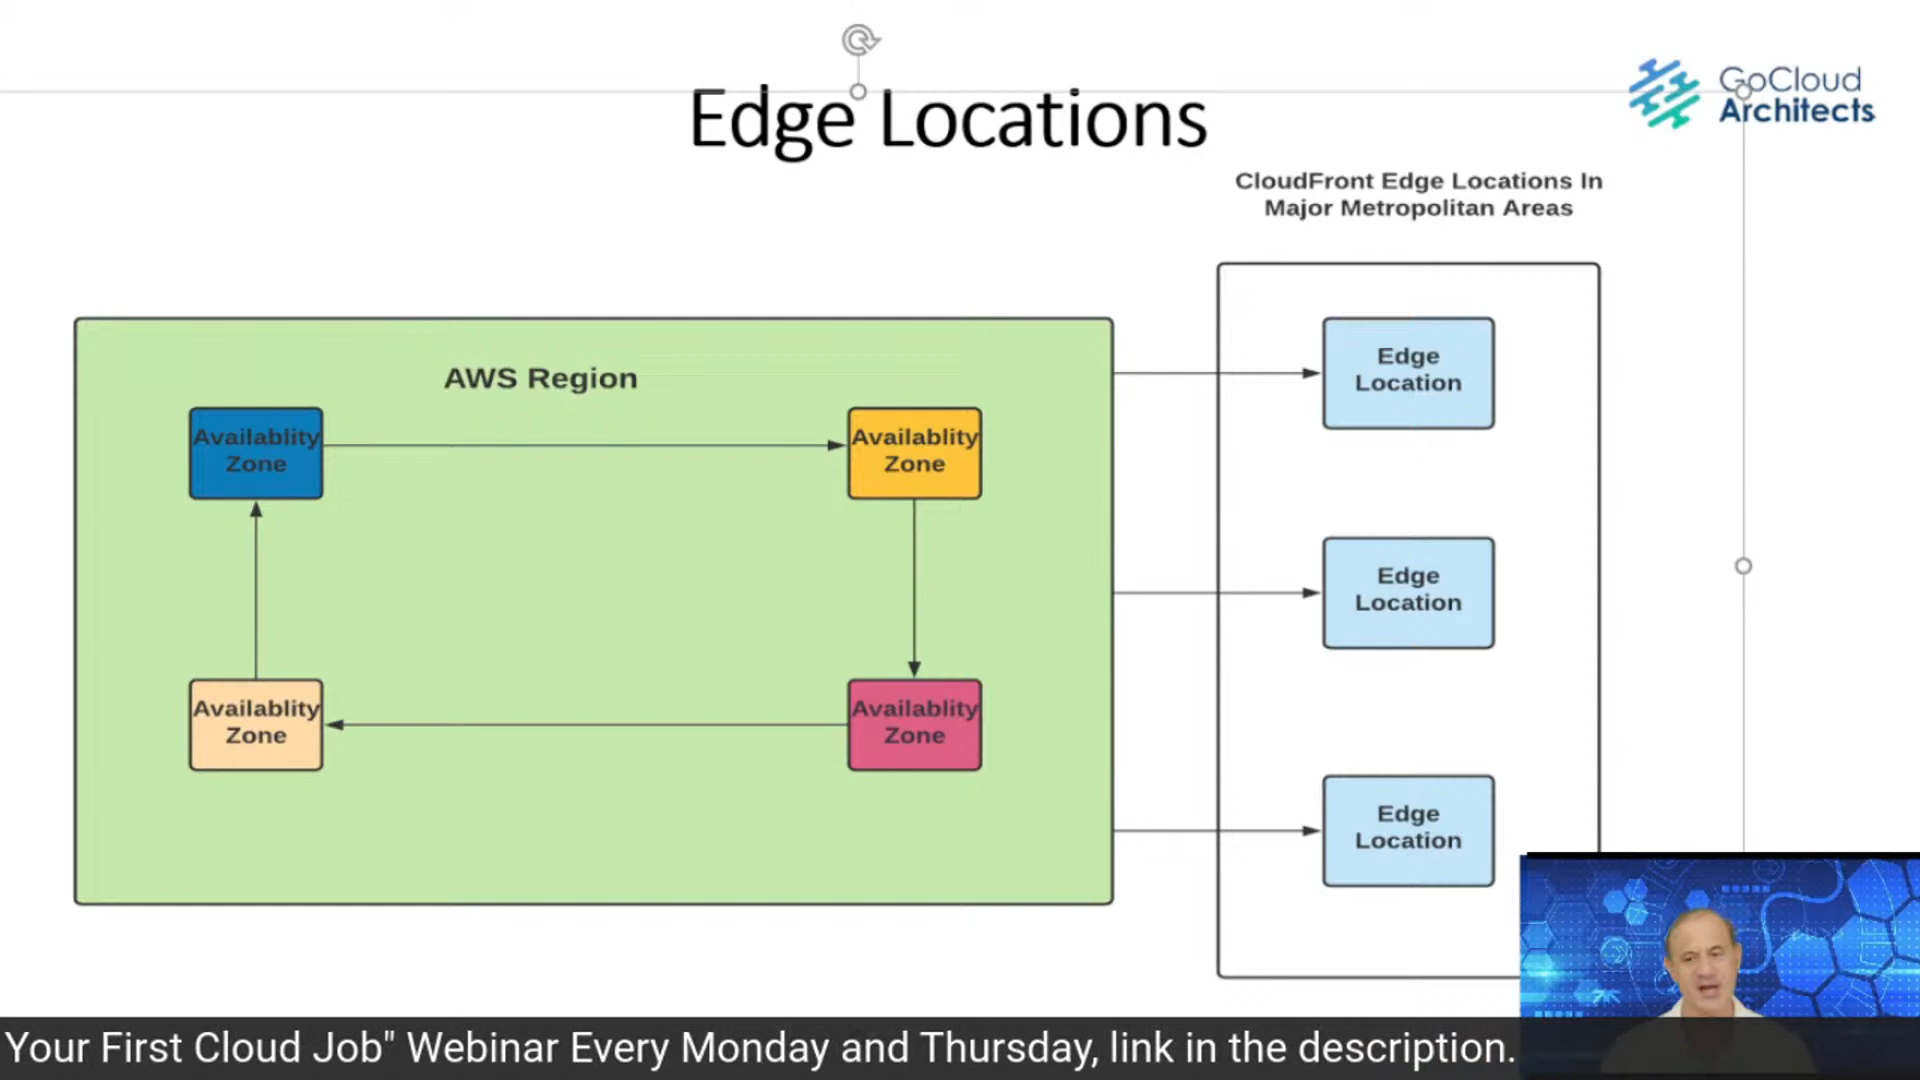 Edge Locations
GoCloud
Architects
CloudFront Edge Locations In
Major Metropolitan Areas
AWS Region
Availablity
Zone
Availablity
Zone
Availablity
Zone
Availablity
Zone
Edge
Location
Edge
Location
Edge
Location
Your First Cloud Job" Webinar Every Monday and Thursday, link in the description.